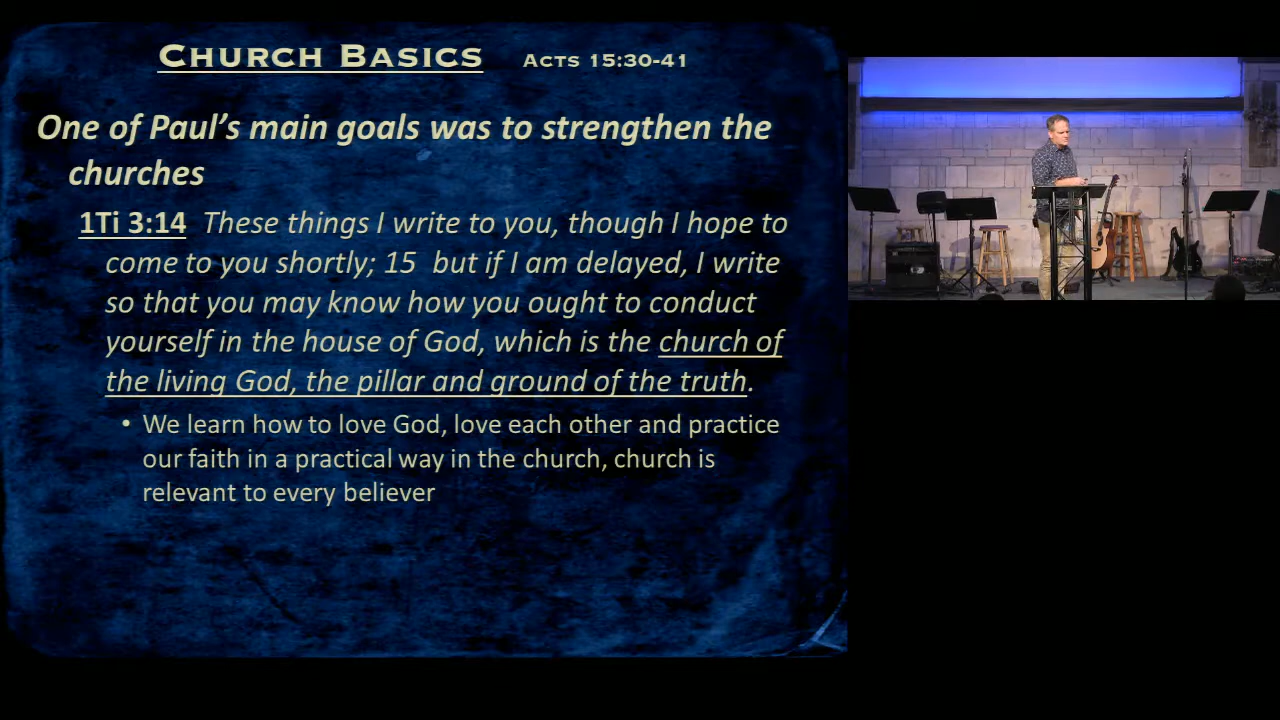 Church Basics Acts 15:30-41
One of Paul's main goals was to strengthen the
churches
1Ti 3:14 These things I write to you, though I hope to
come to you shortly; 15 but if I am delayed, I write
so that you may know how you ought to conduct
yourself in the house of God, which is the church of
the living God, the pillar and ground of the truth.
• We learn how to love God, love each other and practice
our faith in a practical way in the church, church is
relevant to every believer